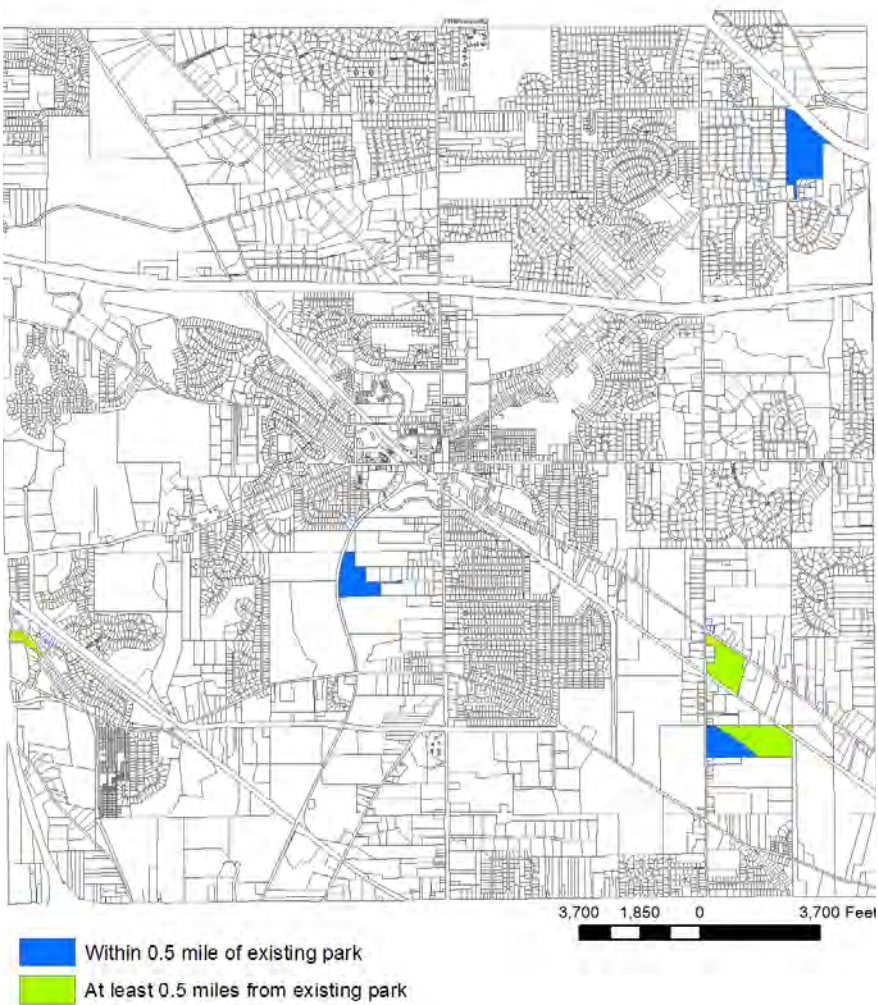 3,700 1,850 0 3,700 Feet
Within 0.5 mile of existing park
At least 0.5 miles from existing park